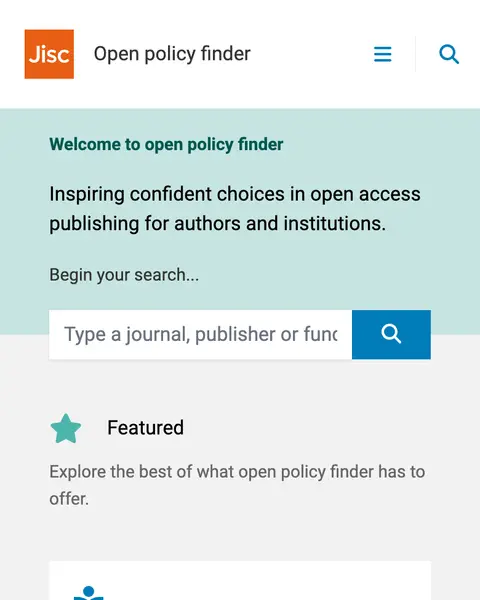 Jisc
Open policy finder
Welcome to open policy finder
Inspiring confident choices in open access
publishing for authors and institutions.
Begin your search...
Type a journal, publisher or func
Featured
Explore the best of what open policy finder has to
offer.